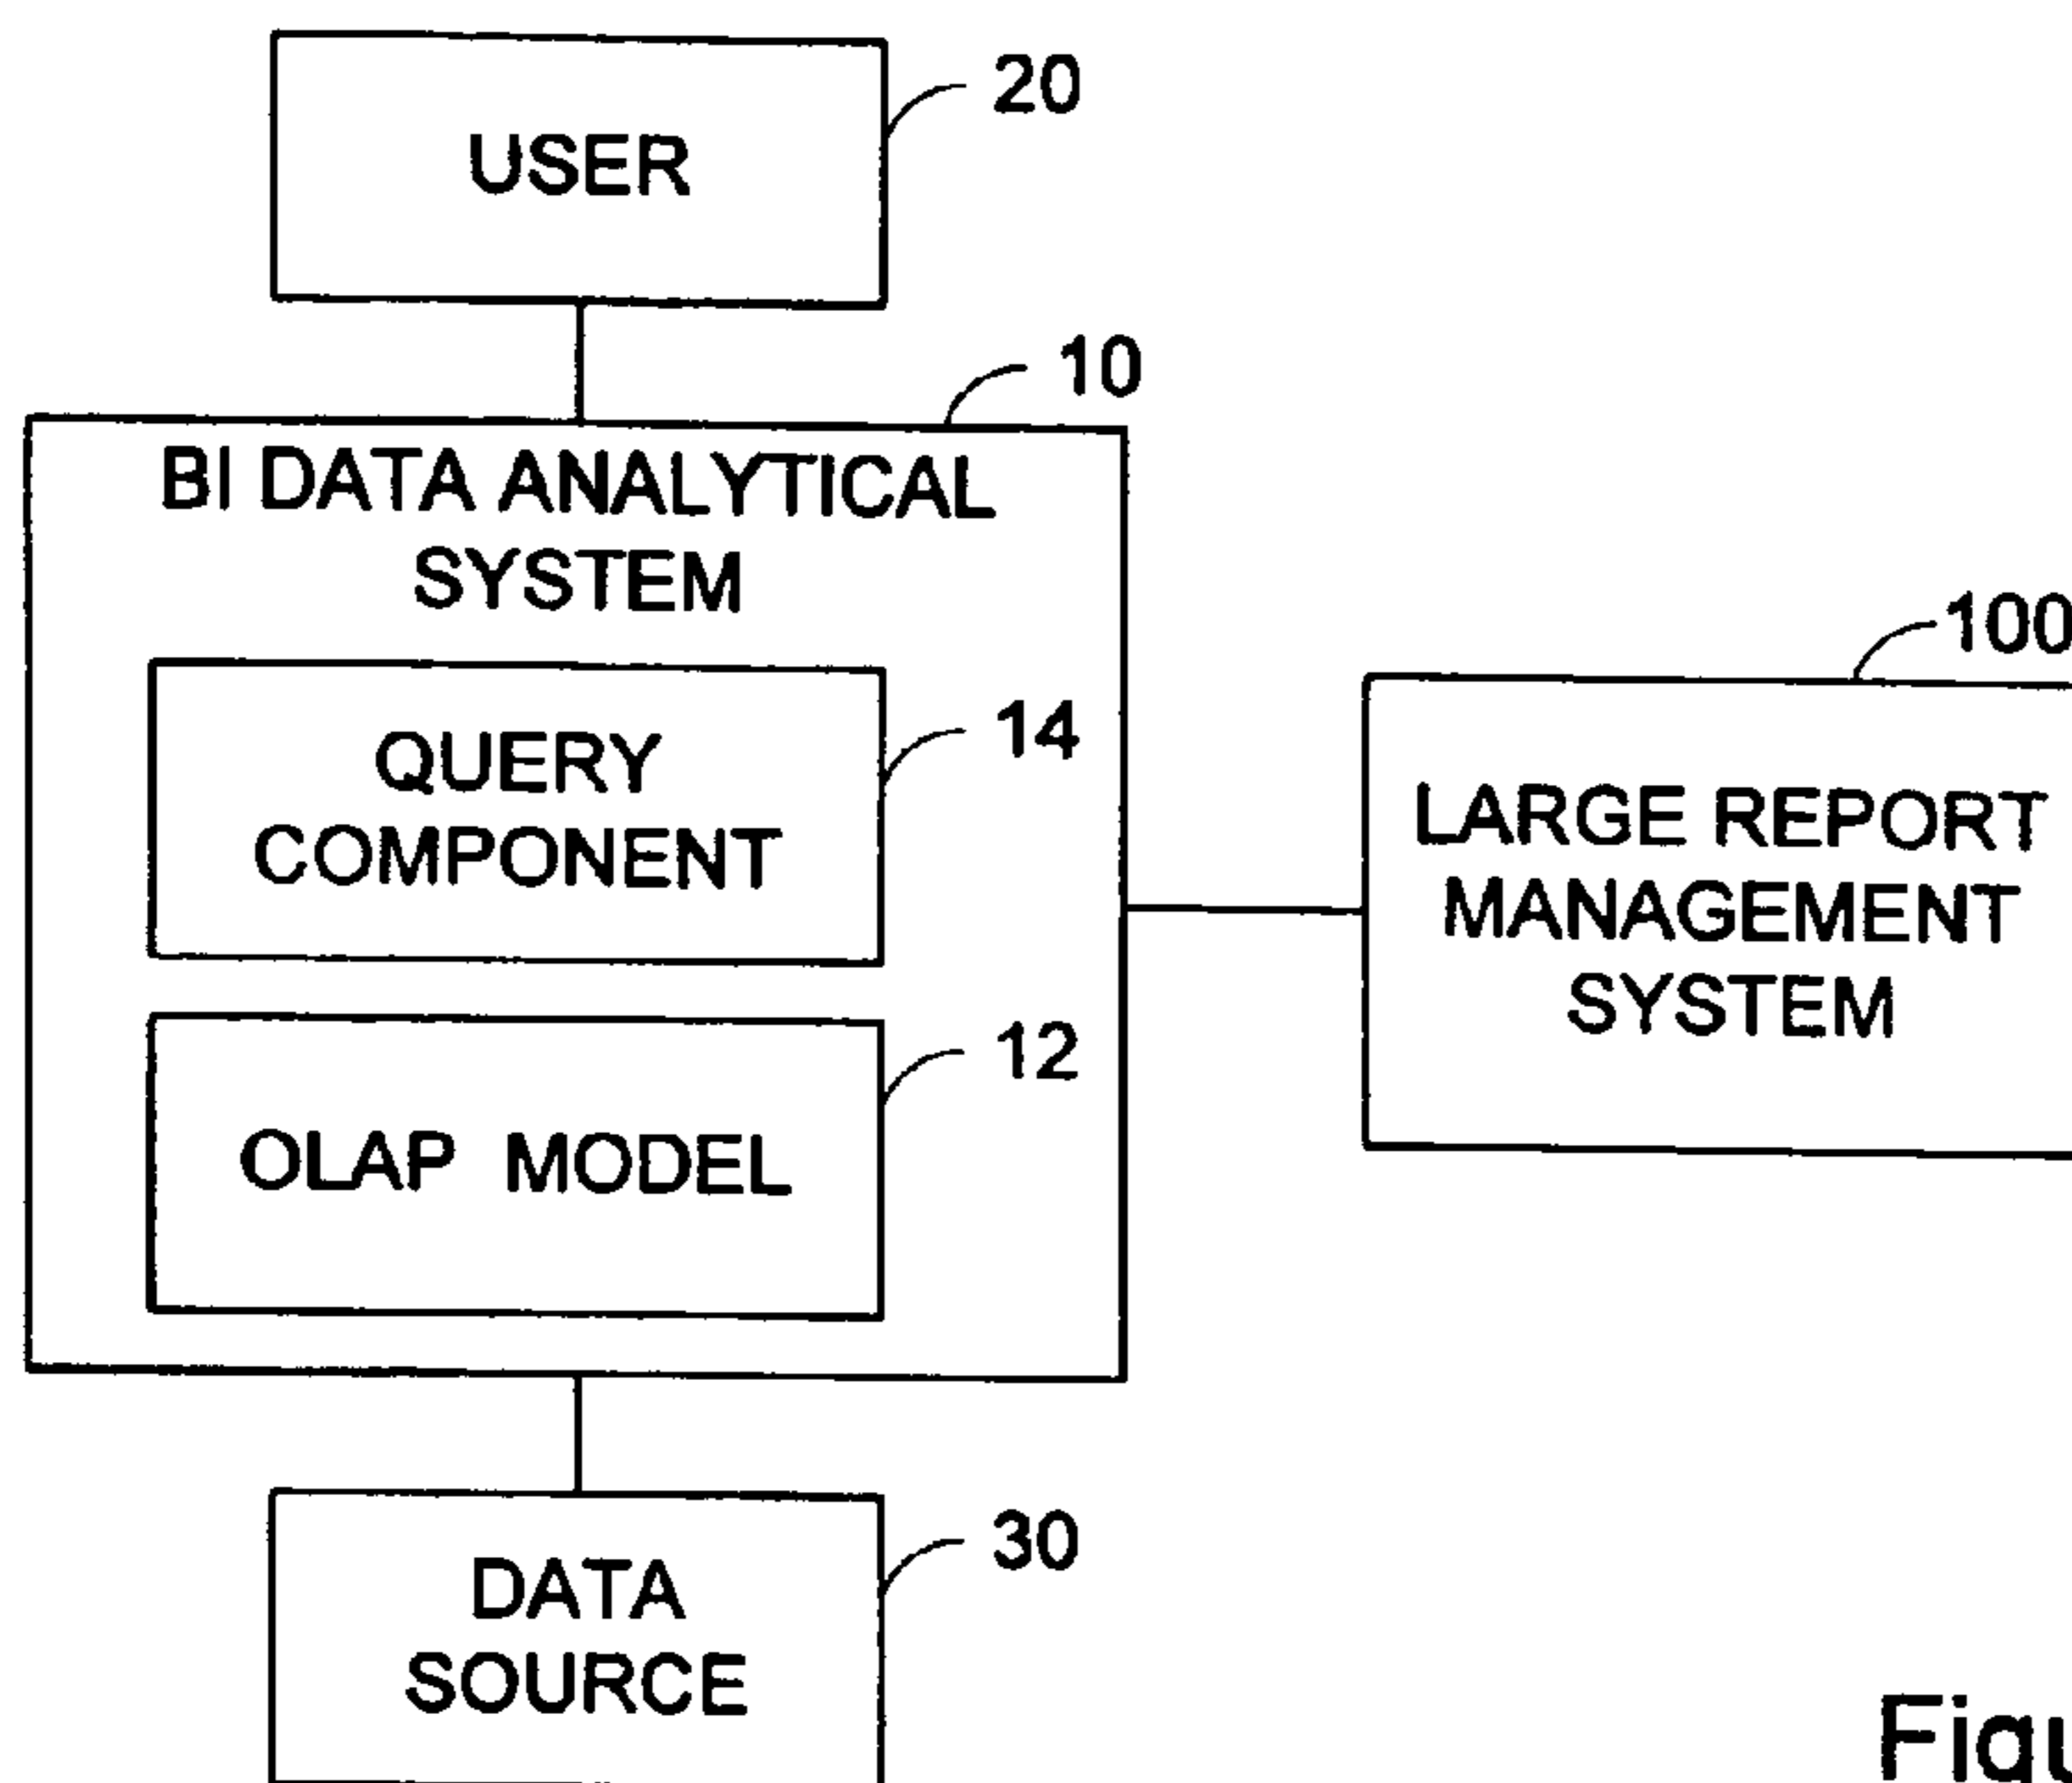 USER
20
10
BI DATA ANALYTICAL
SYSTEM
QUERY
COMPONENT
14
OLAP MODEL
12
100
LARGE REPORT
MANAGEMENT
SYSTEM
DATA
SOURCE
30